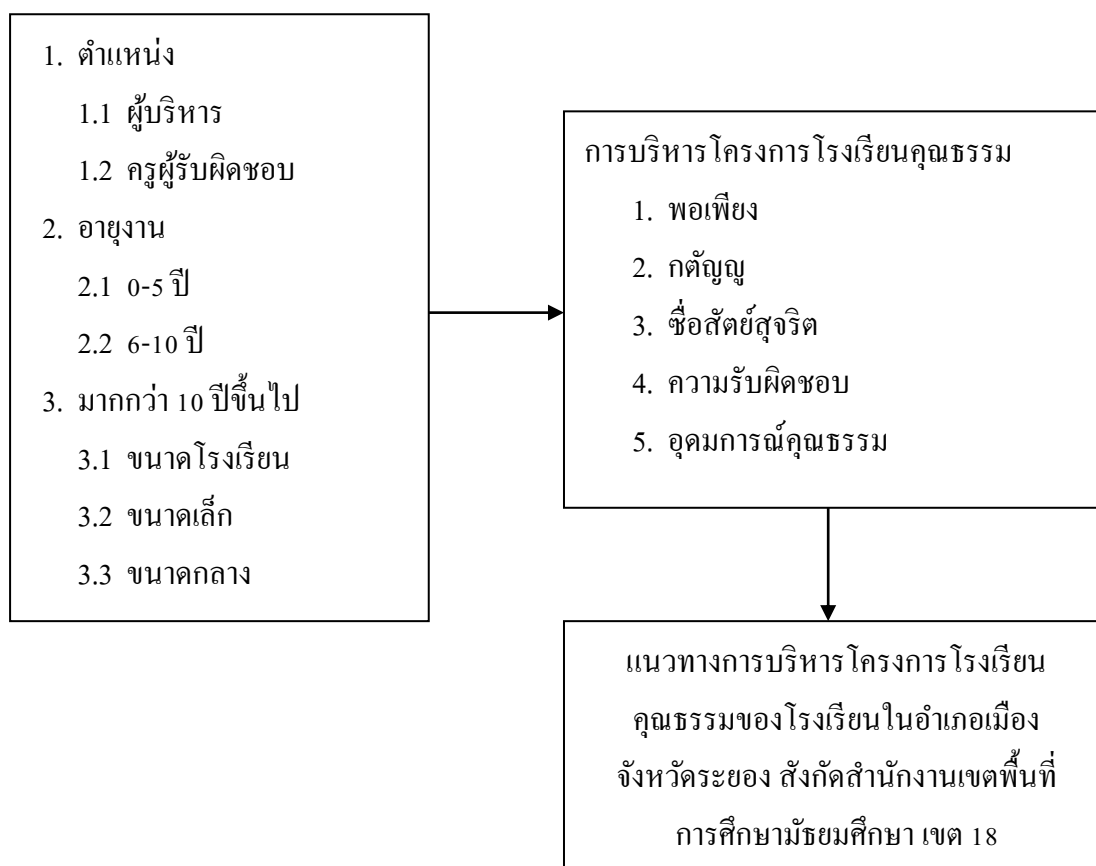 1. ตำแหน่ง
1.1 ผู้บริหาร
1.2 ครูผู้รับผิดชอบ
2. อายุงาน
2.1 0-5 ปี
2.2 6-10 ปี
3. มากกว่า 10 ปีขึ้นไป
3.1 ขนาดโรงเรียน
3.2 ขนาดเล็ก
3.3 ขนาดกลาง
การบริหารโครงการโรงเรียนคุณธรรม
1. พอเพียง
2. กตัญญู
3. ซื่อสัตย์สุจริต
4. ความรับผิดชอบ
5. อุดมการณ์คุณธรรม
แนวทางการบริหารโครงการโรงเรียน
คุณธรรมของโรงเรียนในอำเภอเมือง
จังหวัดระยอง สังกัดสำนักงานเขตพื้นที่
การศึกษามัธยมศึกษา เขต 18